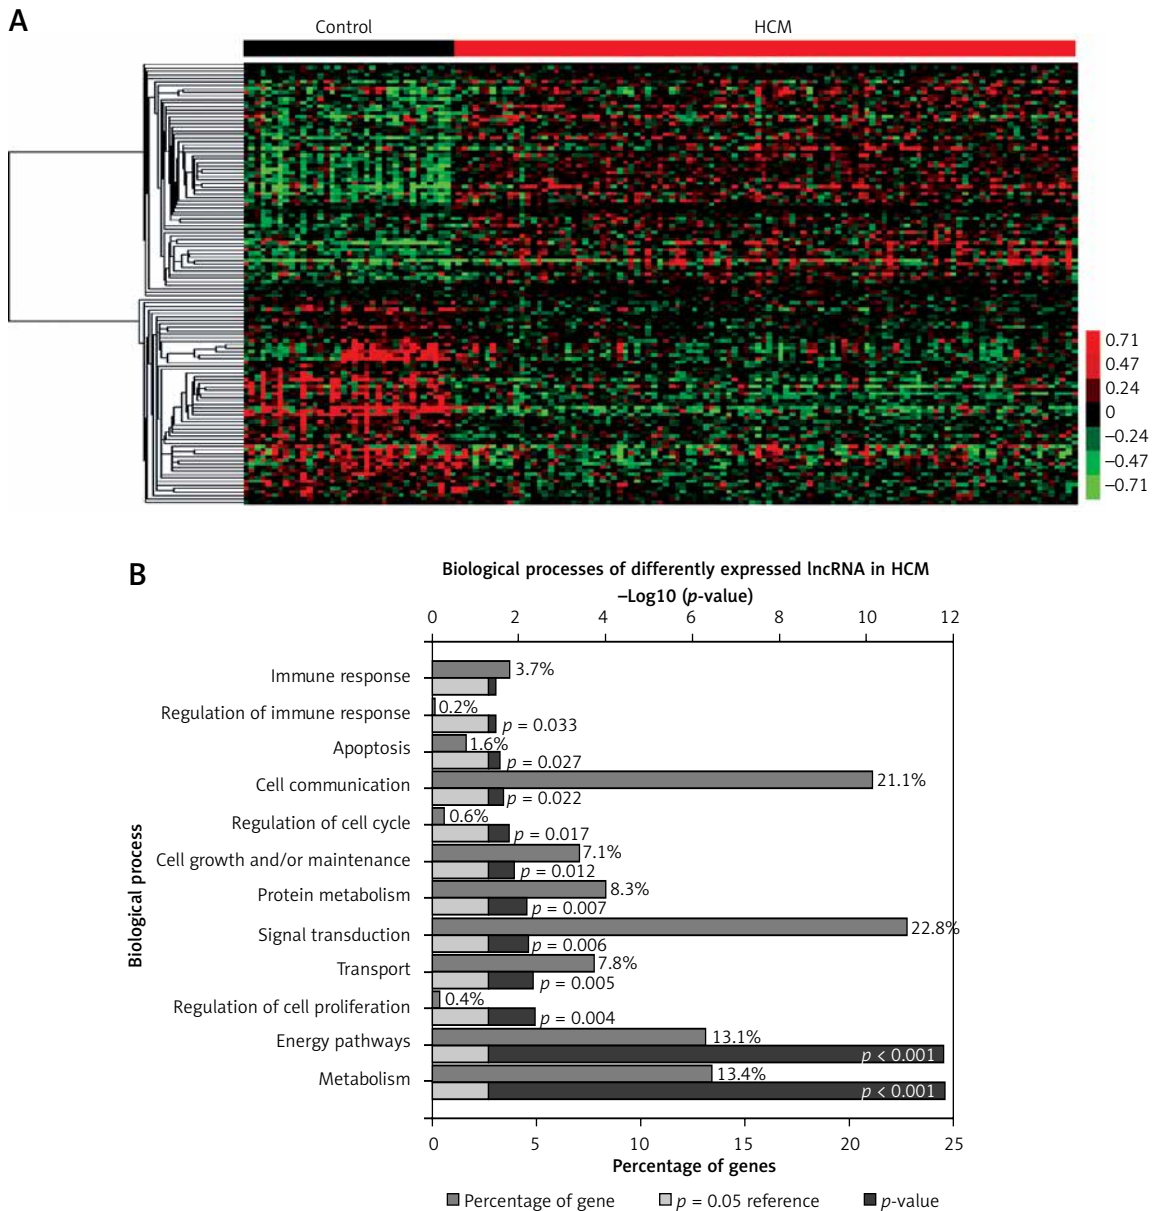 A
Control HCM
0.71
0.47
0.24
0
−0.24
−0.47
−0.71
B
Biological processes of differently expressed lncRNA in HCM
−Log10 (p-value)
0 2 4 6 8 10 12
Biological process
Immune response 3.7%
Regulation of immune response 0.2%
p = 0.033
Apoptosis 1.6%
p = 0.027
Cell communication 21.1%
p = 0.022
Regulation of cell cycle 0.6%
p = 0.017
Cell growth and/or maintenance 7.1%
p = 0.012
Protein metabolism 8.3%
p = 0.007
Signal transduction 22.8%
p = 0.006
Transport 7.8%
p = 0.005
Regulation of cell proliferation 0.4%
p = 0.004
Energy pathways 13.1%
p < 0.001
Metabolism 13.4%
p < 0.001
0 5 10 15 20 25
Percentage of genes
Percentage of gene p = 0.05 reference p-value